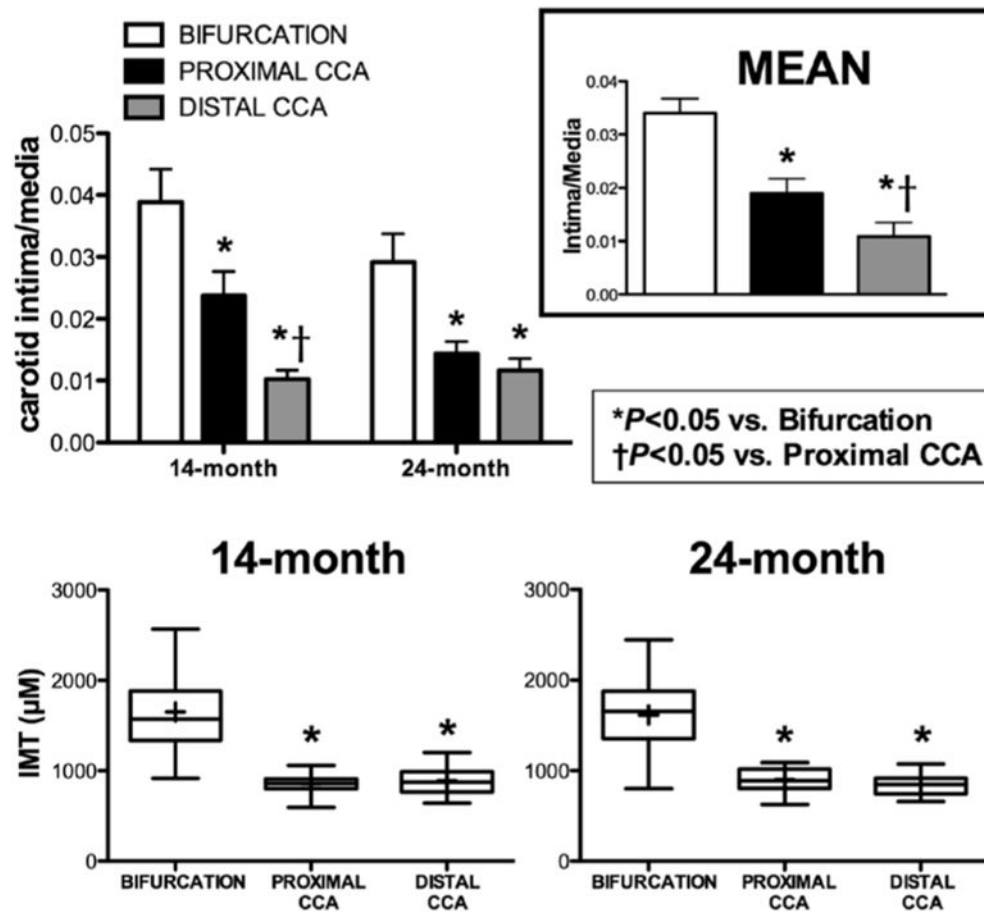 BIFURCATION
PROXIMAL CCA
DISTAL CCA
carotid intima/media
0.05
0.04
0.03
0.02
0.01
0.00
* 
*†
*
*
14-month
24-month
MEAN
Intima/Media
0.04
0.03
0.02
0.01
0.00
*
*†
*P<0.05 vs. Bifurcation
†P<0.05 vs. Proximal CCA
14-month
IMT (µM)
3000
2000
1000
0
*
*
BIFURCATION
PROXIMAL
CCA
DISTAL
CCA
24-month
3000
2000
1000
0
*
*
BIFURCATION
PROXIMAL
CCA
DISTAL
CCA